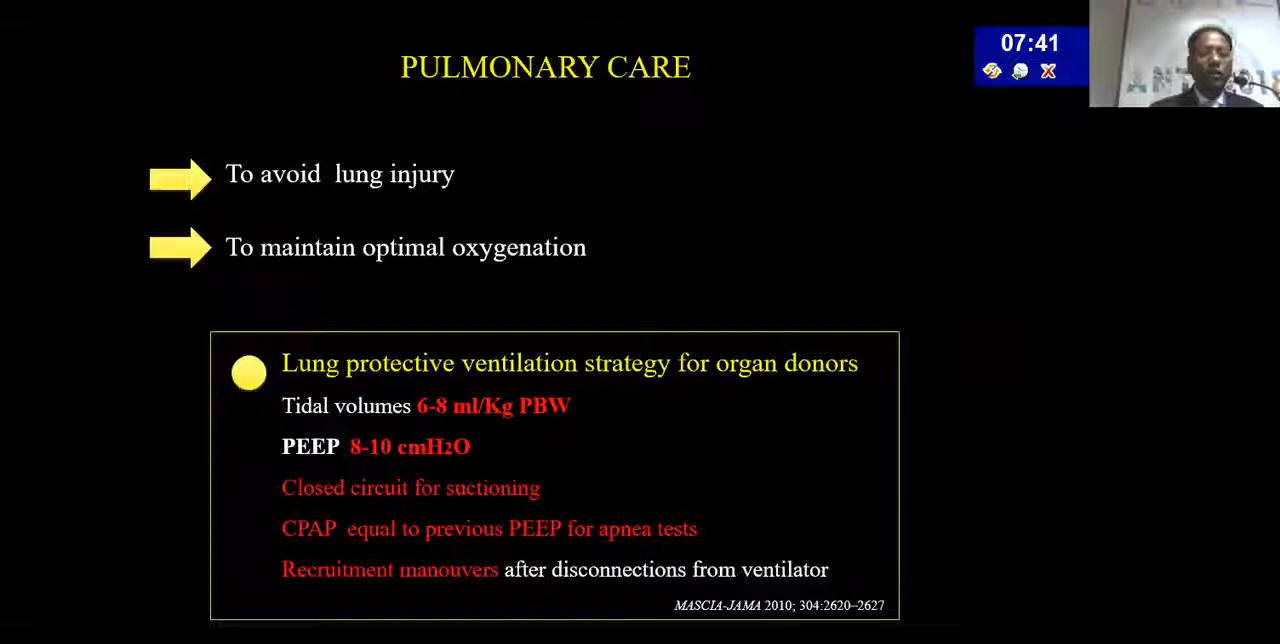 PULMONARY CARE
07:41
To avoid lung injury
To maintain optimal oxygenation
Lung protective ventilation strategy for organ donors
Tidal volumes 6-8 ml/Kg PBW
PEEP 8-10 cmH2O
Closed circuit for suctioning
CPAP equal to previous PEEP for apnea tests
Recruitment manouvers after disconnections from ventilator
MASCIA-JAMA 2010; 304:2620–2627